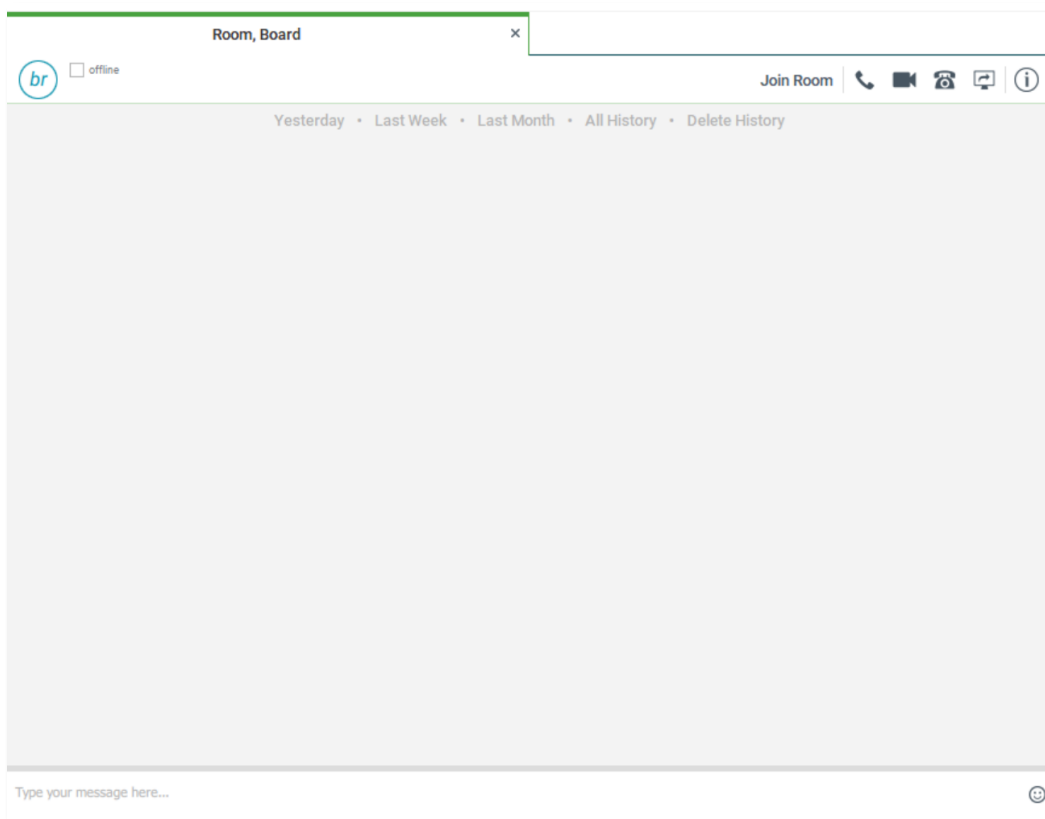 Room, Board
br
offline
Join Room
Yesterday • Last Week • Last Month • All History • Delete History
Type your message here...